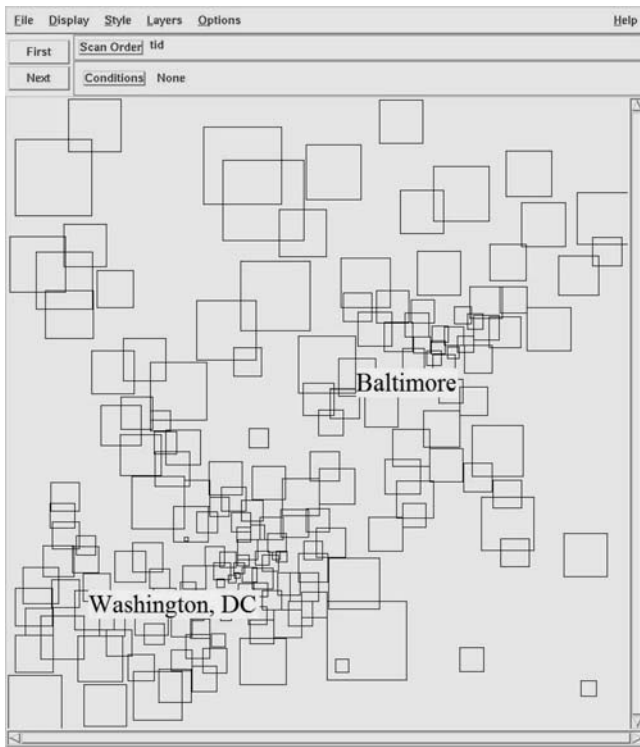 File Display Style Layers Options Help
First
Scan Order tid
Next
Conditions None
Baltimore
Washington, DC